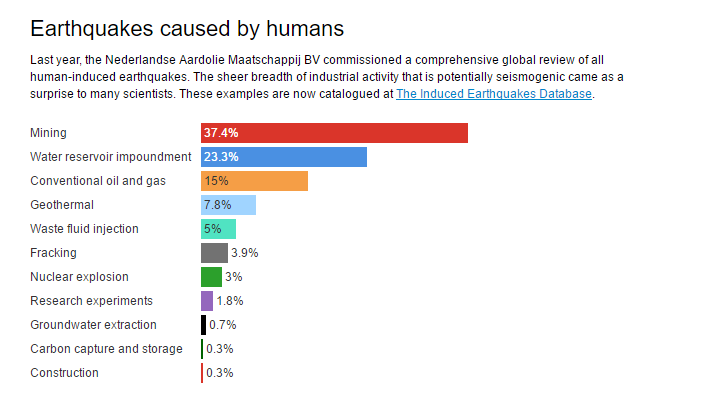 Earthquakes caused by humans
Last year, the Nederlandse Aardolie Maatschappij BV commissioned a comprehensive global review of all
human-induced earthquakes. The sheer breadth of industrial activity that is potentially seismogenic came as a
surprise to many scientists. These examples are now catalogued at The Induced Earthquakes Database.
Mining 37.4%
Water reservoir impoundment 23.3%
Conventional oil and gas 15%
Geothermal 7.8%
Waste fluid injection 5%
Fracking 3.9%
Nuclear explosion 3%
Research experiments 1.8%
Groundwater extraction 0.7%
Carbon capture and storage 0.3%
Construction 0.3%